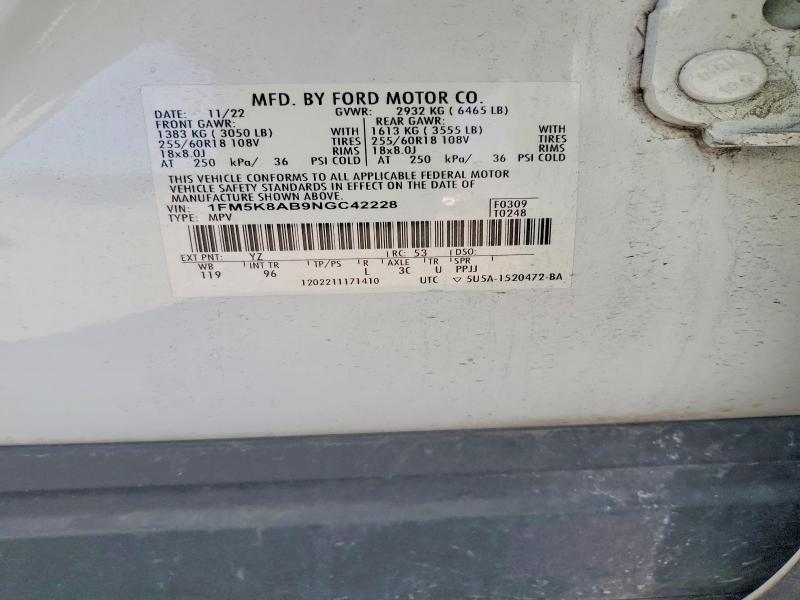 MFD. BY FORD MOTOR CO.
DATE: 11/22 GVWR: 2932 KG ( 6465 LB)
FRONT GAWR: REAR GAWR:
1383 KG ( 3050 LB) WITH 1613 KG ( 3555 LB) WITH
255/60R18 108V TIRES 255/60R18 108V TIRES
18x8.0J RIMS 18x8.0J RIMS
AT 250 kPa/ 36 PSI COLD AT 250 kPa/ 36 PSI COLD
THIS VEHICLE CONFORMS TO ALL APPLICABLE FEDERAL MOTOR
VEHICLE SAFETY STANDARDS IN EFFECT ON THE DATE OF
MANUFACTURE SHOWN ABOVE.
VIN: 1FM5K8AB9NGC42228 F0309
TYPE: MPV T0248
EXT PNT: YZ RC: 53 DSO:
WB INT TR TP/PS R AXLE TR SPR
119 96 L 3C U PPJJ
1202211171410 UTC ▽ 5U5A-1520472-BA